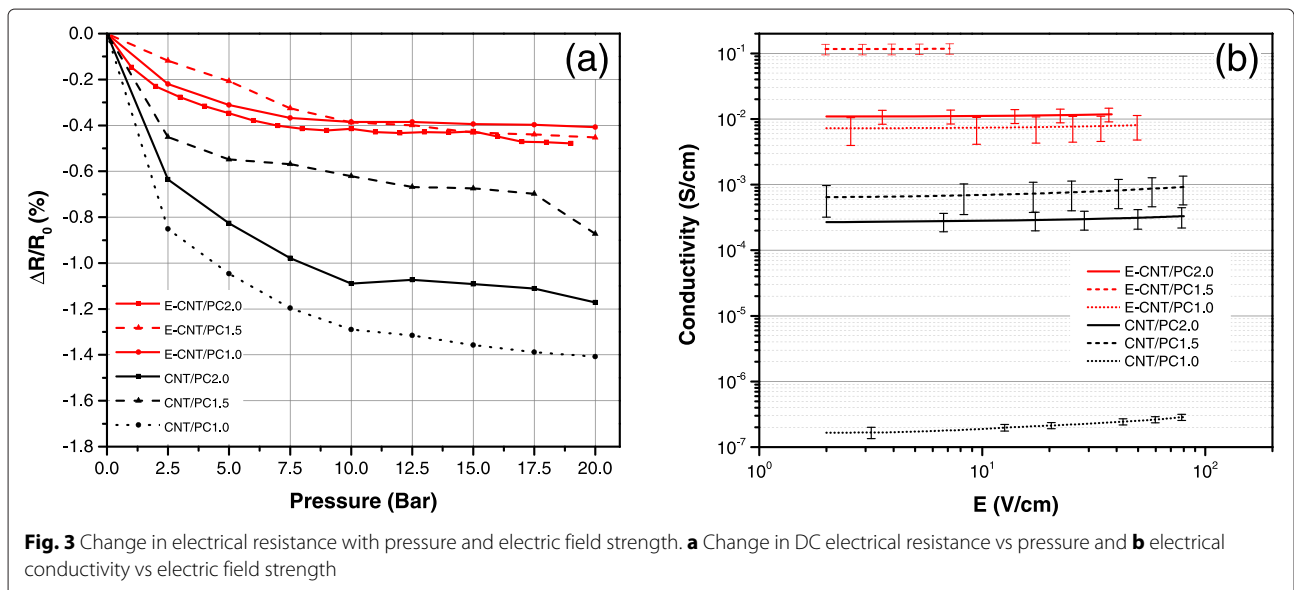 0.0
-0.2
-0.4
-0.6
-0.8
-1.0
-1.2
-1.4
-1.6
-1.8
ΔR/R0 (%)
(a)
E-CNT/PC2.0
E-CNT/PC1.5
E-CNT/PC1.0
CNT/PC2.0
CNT/PC1.5
CNT/PC1.0
0.0 2.5 5.0 7.5 10.0 12.5 15.0 17.5 20.0
Pressure (Bar)
10-1
10-2
10-3
10-4
10-5
10-6
10-7
Conductivity (S/cm)
(b)
E-CNT/PC2.0
E-CNT/PC1.5
E-CNT/PC1.0
CNT/PC2.0
CNT/PC1.5
CNT/PC1.0
100 101 102
E (V/cm)
Fig. 3 Change in electrical resistance with pressure and electric field strength. a Change in DC electrical resistance vs pressure and b electrical
conductivity vs electric field strength